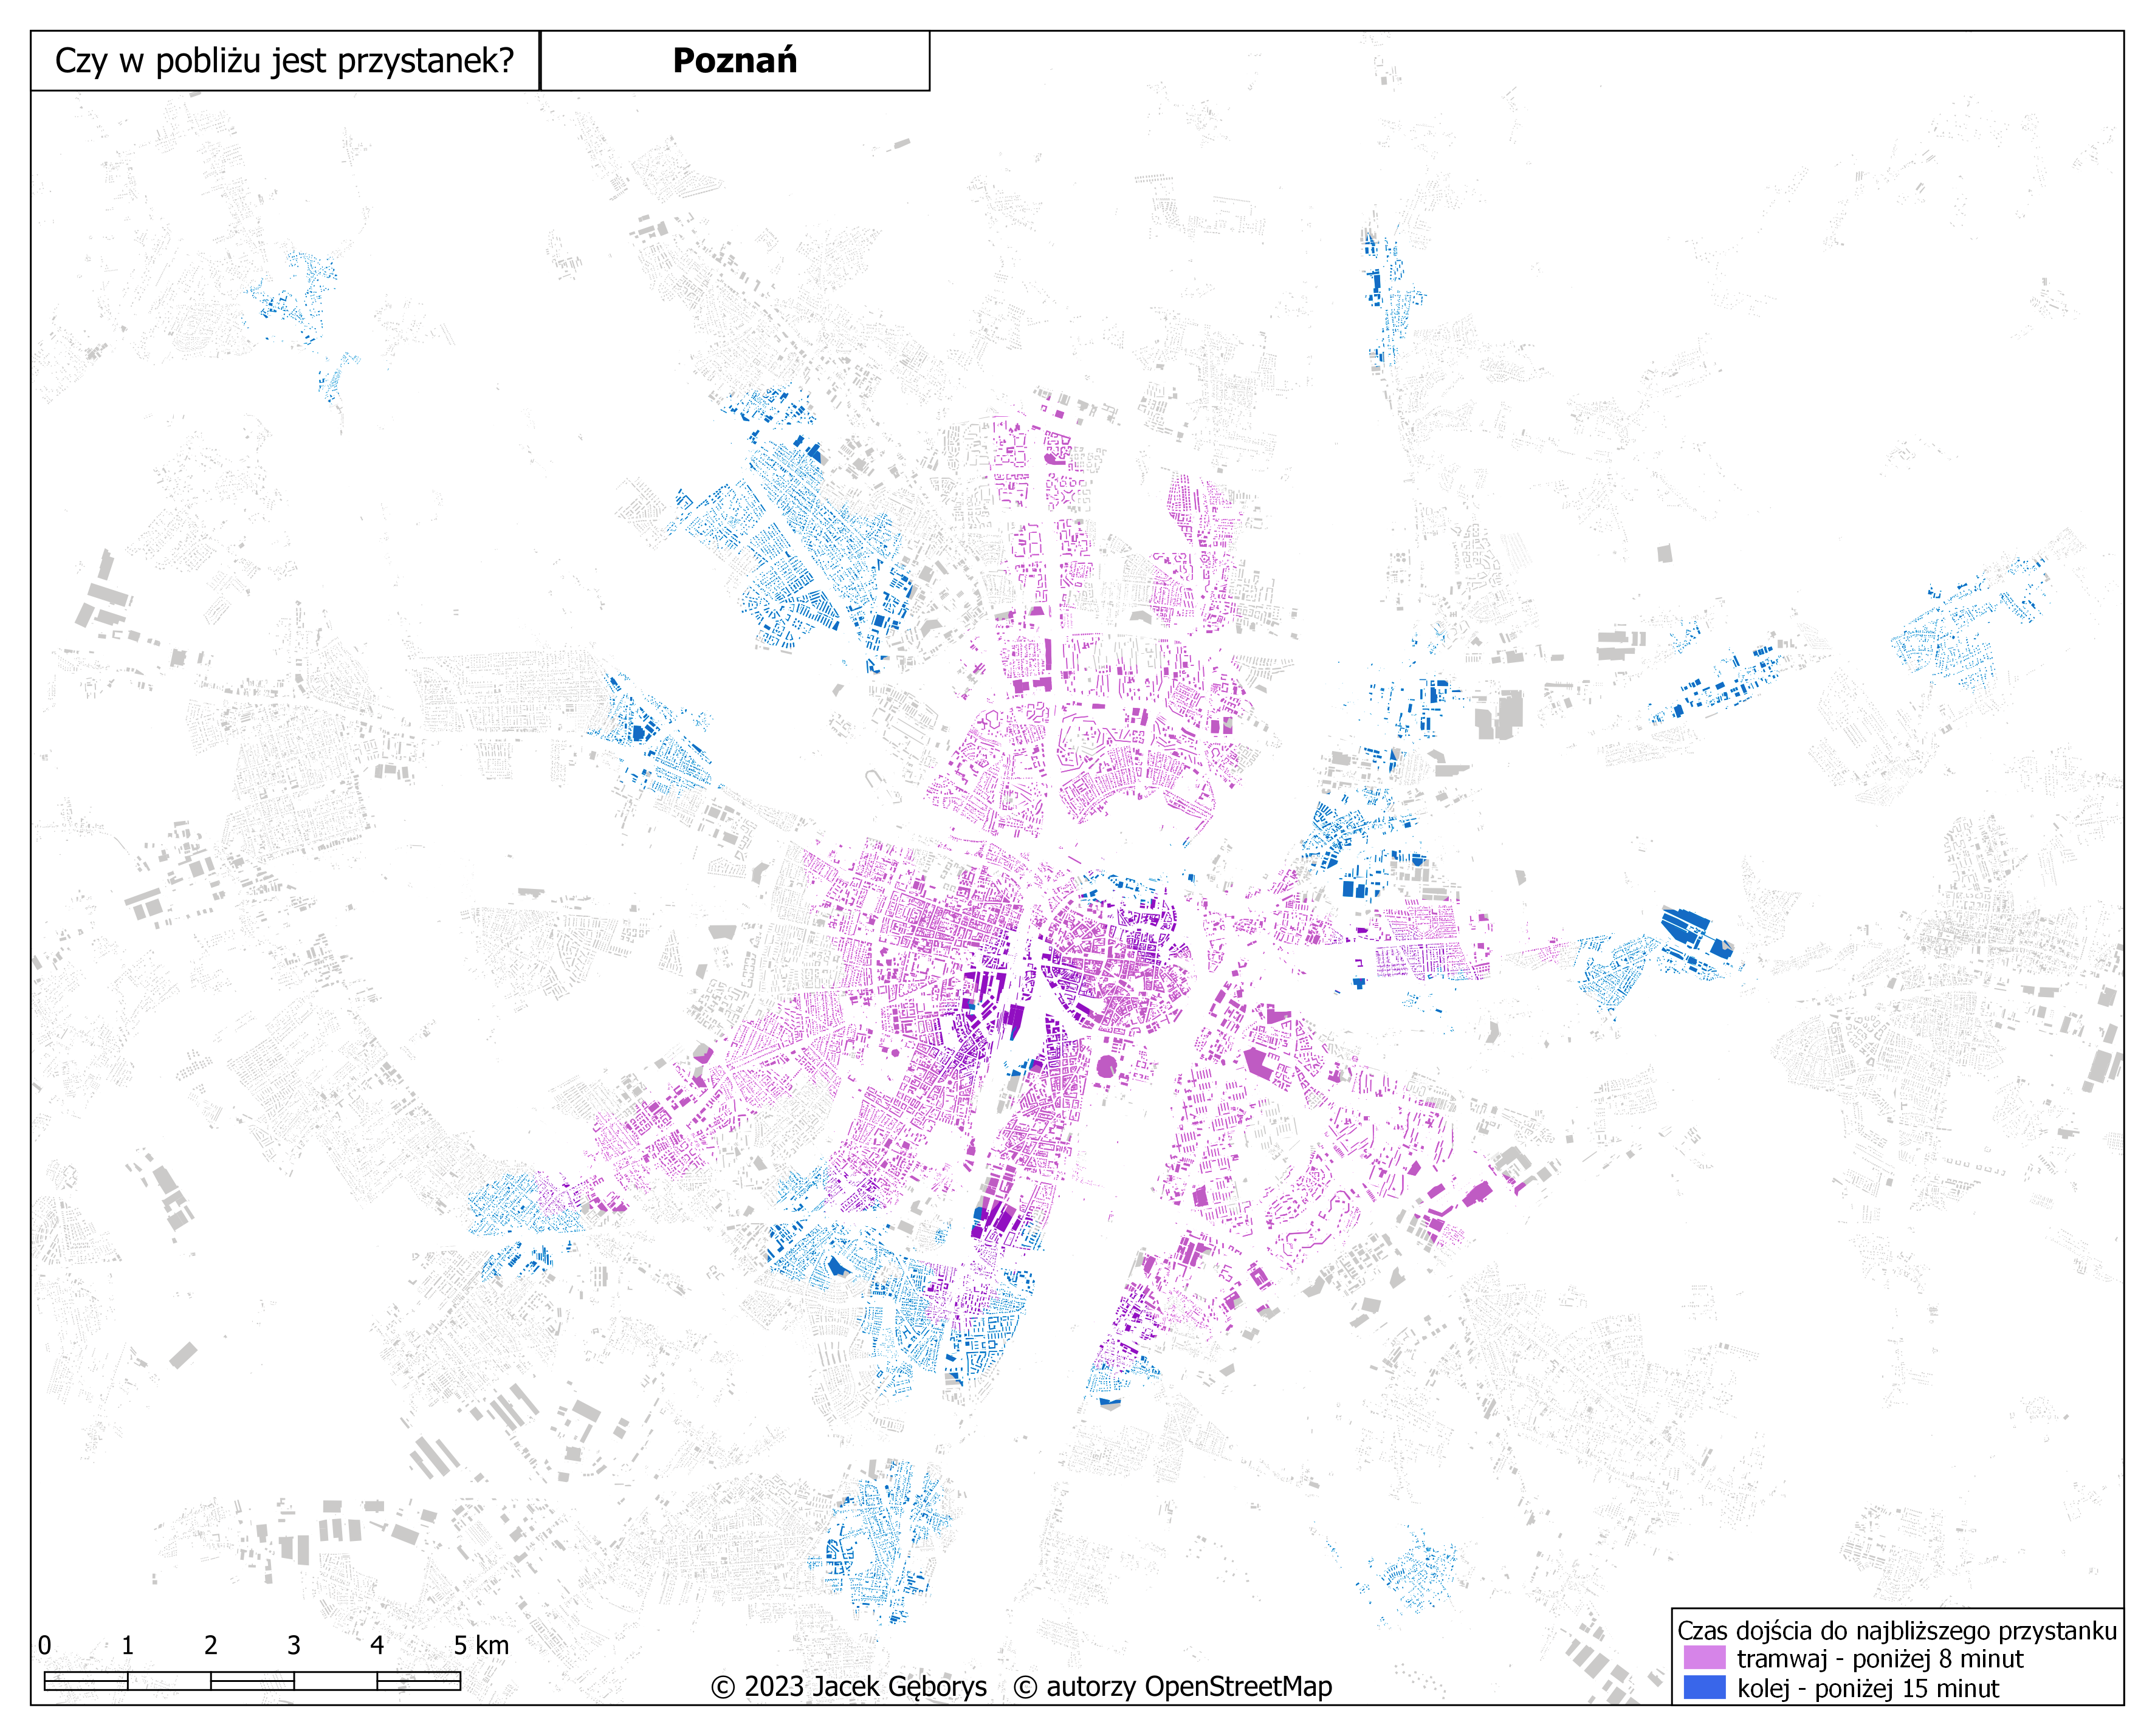 Czy w pobliżu jest przystanek?
Poznań
0 1 2 3 4 5 km
© 2023 Jacek Gęborys © autorzy OpenStreetMap
Czas dojścia do najbliższego przystanku
tramwaj - poniżej 8 minut
kolej - poniżej 15 minut